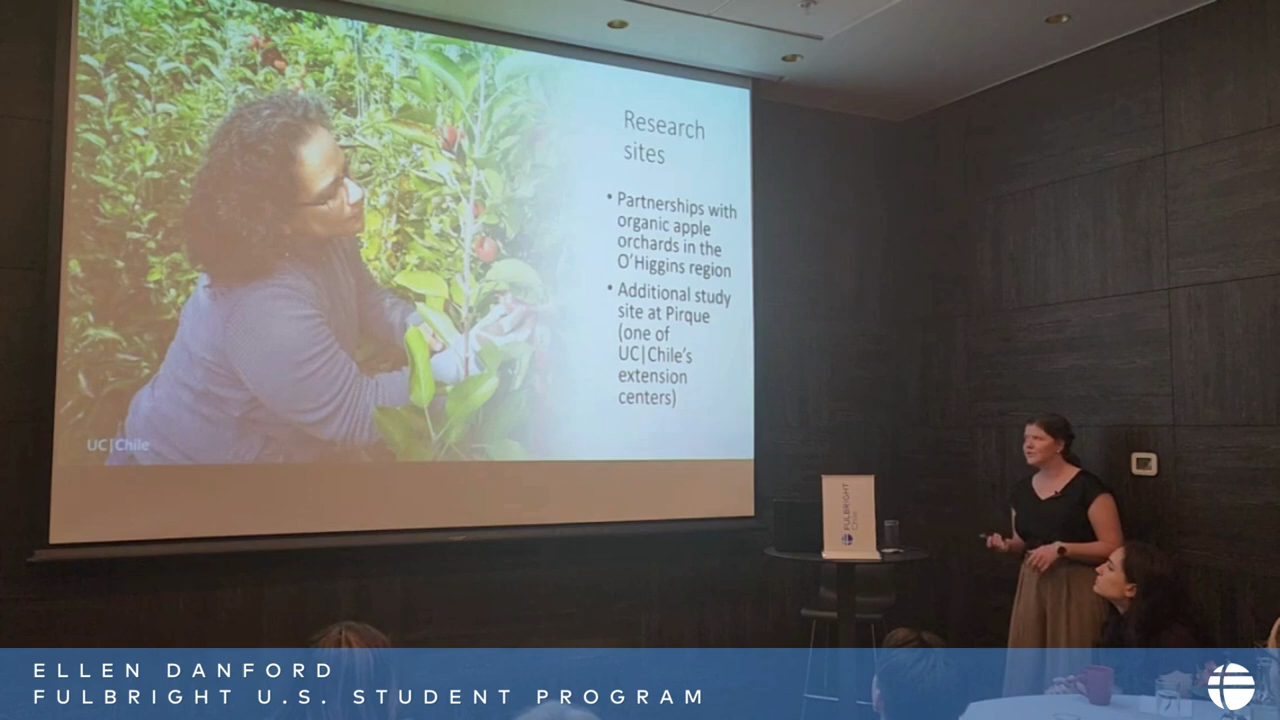 Research
sites
• Partnerships with
organic apple
orchards in the
O'Higgins region
• Additional study
site at Pirque
(one of
UC|Chile's
extension
centers)
UC|Chile
FULBRIGHT
CHILE
ELLEN DANFORD
FULBRIGHT U.S. STUDENT PROGRAM